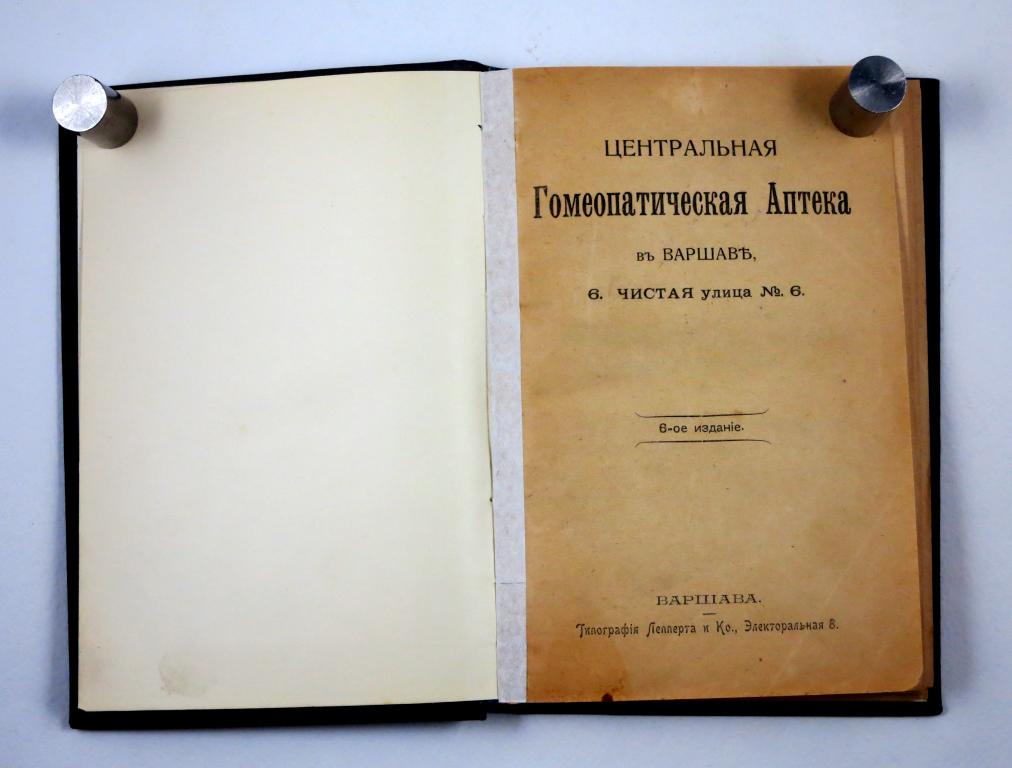 ЦЕНТРАЛЬНАЯ
Гомеопатическая Аптека
въ ВАРШАВѢ,
6. ЧИСТАЯ улица №. 6.
6-ое изданіе.
ВАРШАВА.
Типографія Лепперта и Ко., Электоральная 8.